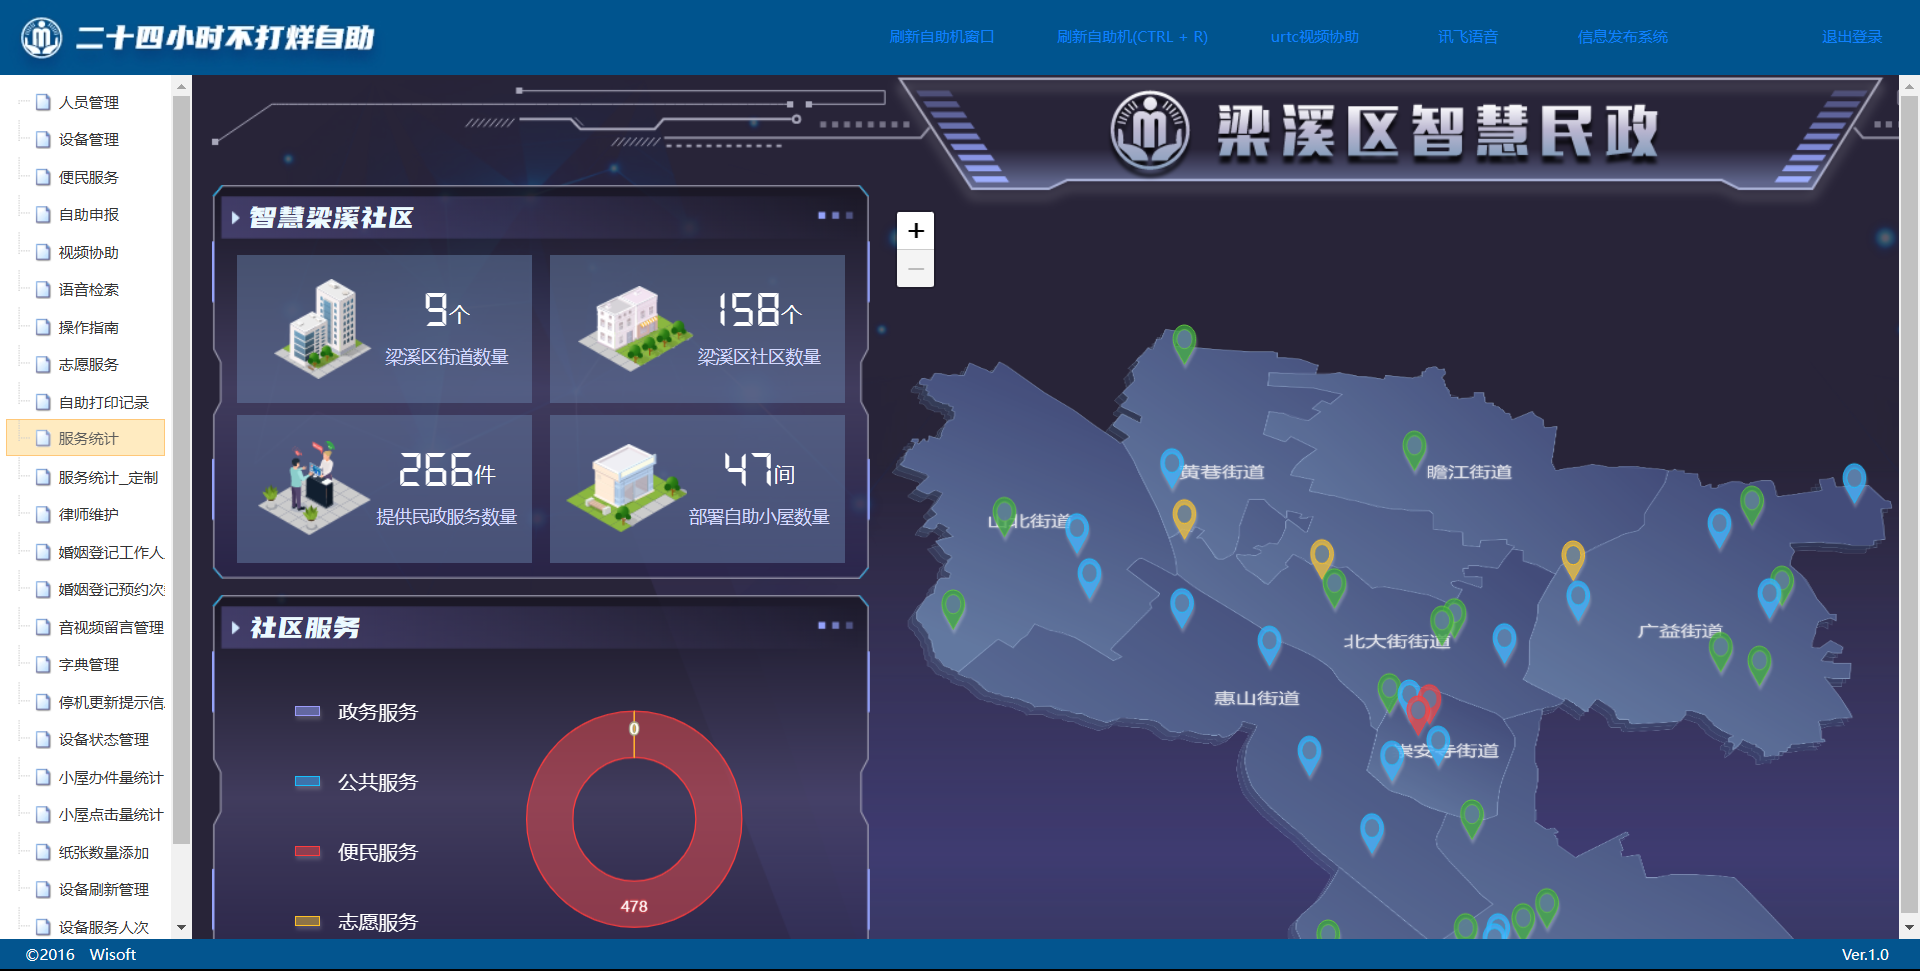 二十四小时不打烊自助
刷新自助机窗口
刷新自助机(CTRL + R)
urtc视频协助
讯飞语音
信息发布系统
退出登录
人员管理
设备管理
便民服务
自助申报
视频协助
语音检索
操作指南
志愿服务
自助打印记录
服务统计
服务统计_定制
律师维护
婚姻登记工作人
婚姻登记预约次
音视频留言管理
字典管理
停机更新提示信
设备状态管理
小屋办件量统计
小屋点击量统计
纸张数量添加
设备刷新管理
设备服务人次
梁溪区智慧民政
智慧梁溪社区
9个
梁溪区街道数量
158个
梁溪区社区数量
266件
提供民政服务数量
47间
部署自助小屋数量
社区服务
政务服务
公共服务
便民服务
志愿服务
0
478
+
−
黄巷街道
瞻江街道
山北街道
北大街街道
广益街道
惠山街道
崇安寺街道
©2016 Wisoft
Ver.1.0